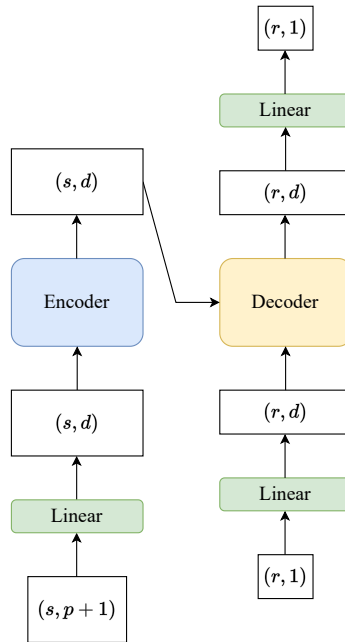 (r, 1)
Linear
(s, d)
(r, d)
Encoder
Decoder
(s, d)
(r, d)
Linear
Linear
(s, p + 1)
(r, 1)